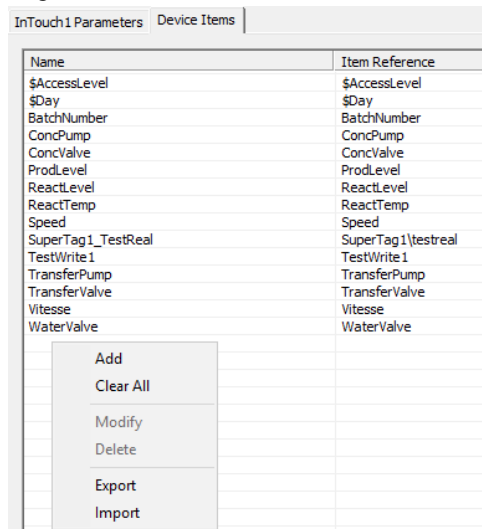 InTouch1 Parameters Device Items
Name Item Reference
$AccessLevel $AccessLevel
$Day $Day
BatchNumber BatchNumber
ConcPump ConcPump
ConcValve ConcValve
ProdLevel ProdLevel
ReactLevel ReactLevel
ReactTemp ReactTemp
Speed Speed
SuperTag1_TestReal SuperTag1\testreal
TestWrite1 TestWrite1
TransferPump TransferPump
TransferValve TransferValve
Vitesse Vitesse
WaterValve WaterValve
Add
Clear All
Modify
Delete
Export
Import